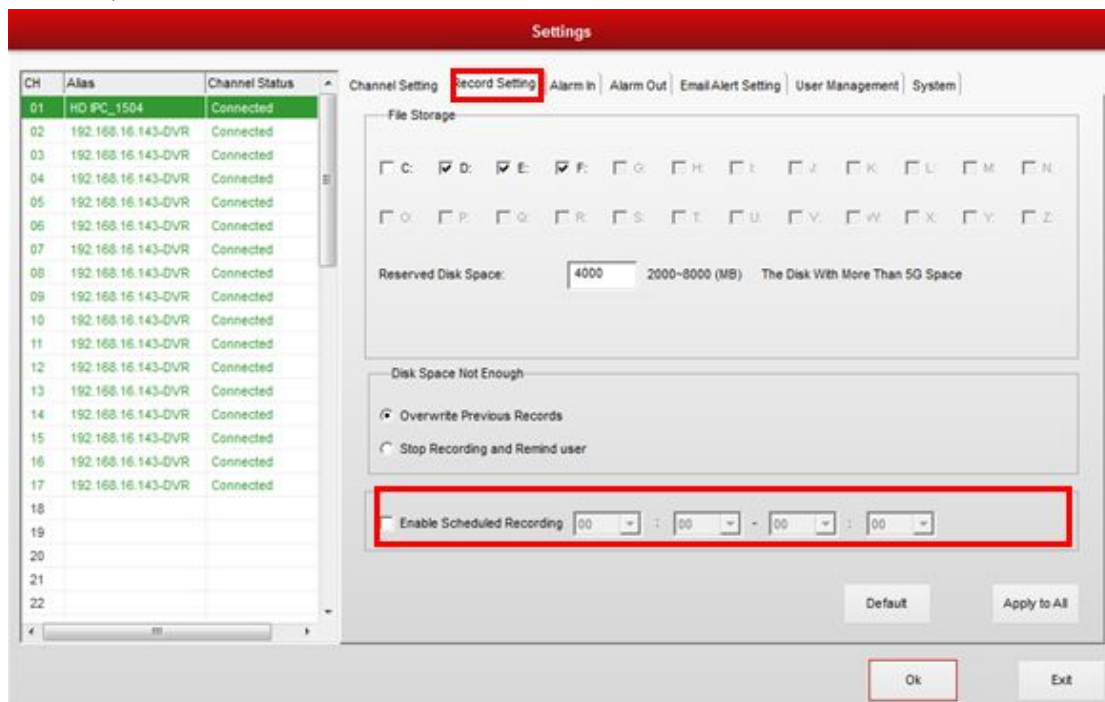 Settings
CH Alias Channel Status
01 HD IPC_1504 Connected
02 192.168.16.143-DVR Connected
03 192.168.16.143-DVR Connected
04 192.168.16.143-DVR Connected
05 192.168.16.143-DVR Connected
06 192.168.16.143-DVR Connected
07 192.168.16.143-DVR Connected
08 192.168.16.143-DVR Connected
09 192.168.16.143-DVR Connected
10 192.168.16.143-DVR Connected
11 192.168.16.143-DVR Connected
12 192.168.16.143-DVR Connected
13 192.168.16.143-DVR Connected
14 192.168.16.143-DVR Connected
15 192.168.16.143-DVR Connected
16 192.168.16.143-DVR Connected
17 192.168.16.143-DVR Connected
18
19
20
21
22
Channel Setting Record Setting Alarm In Alarm Out Email Alert Setting User Management System
File Storage
C: D: E: F: G: H: I: J: K: L: M: N:
O: P: Q: R: S: T: U: V: W: X: Y: Z:
Reserved Disk Space: 4000 2000~8000 (MB) The Disk With More Than 5G Space
Disk Space Not Enough
Overwrite Previous Records
Stop Recording and Remind user
Enable Scheduled Recording 00 : 00 - 00 : 00
Default Apply to All
Ok Exit